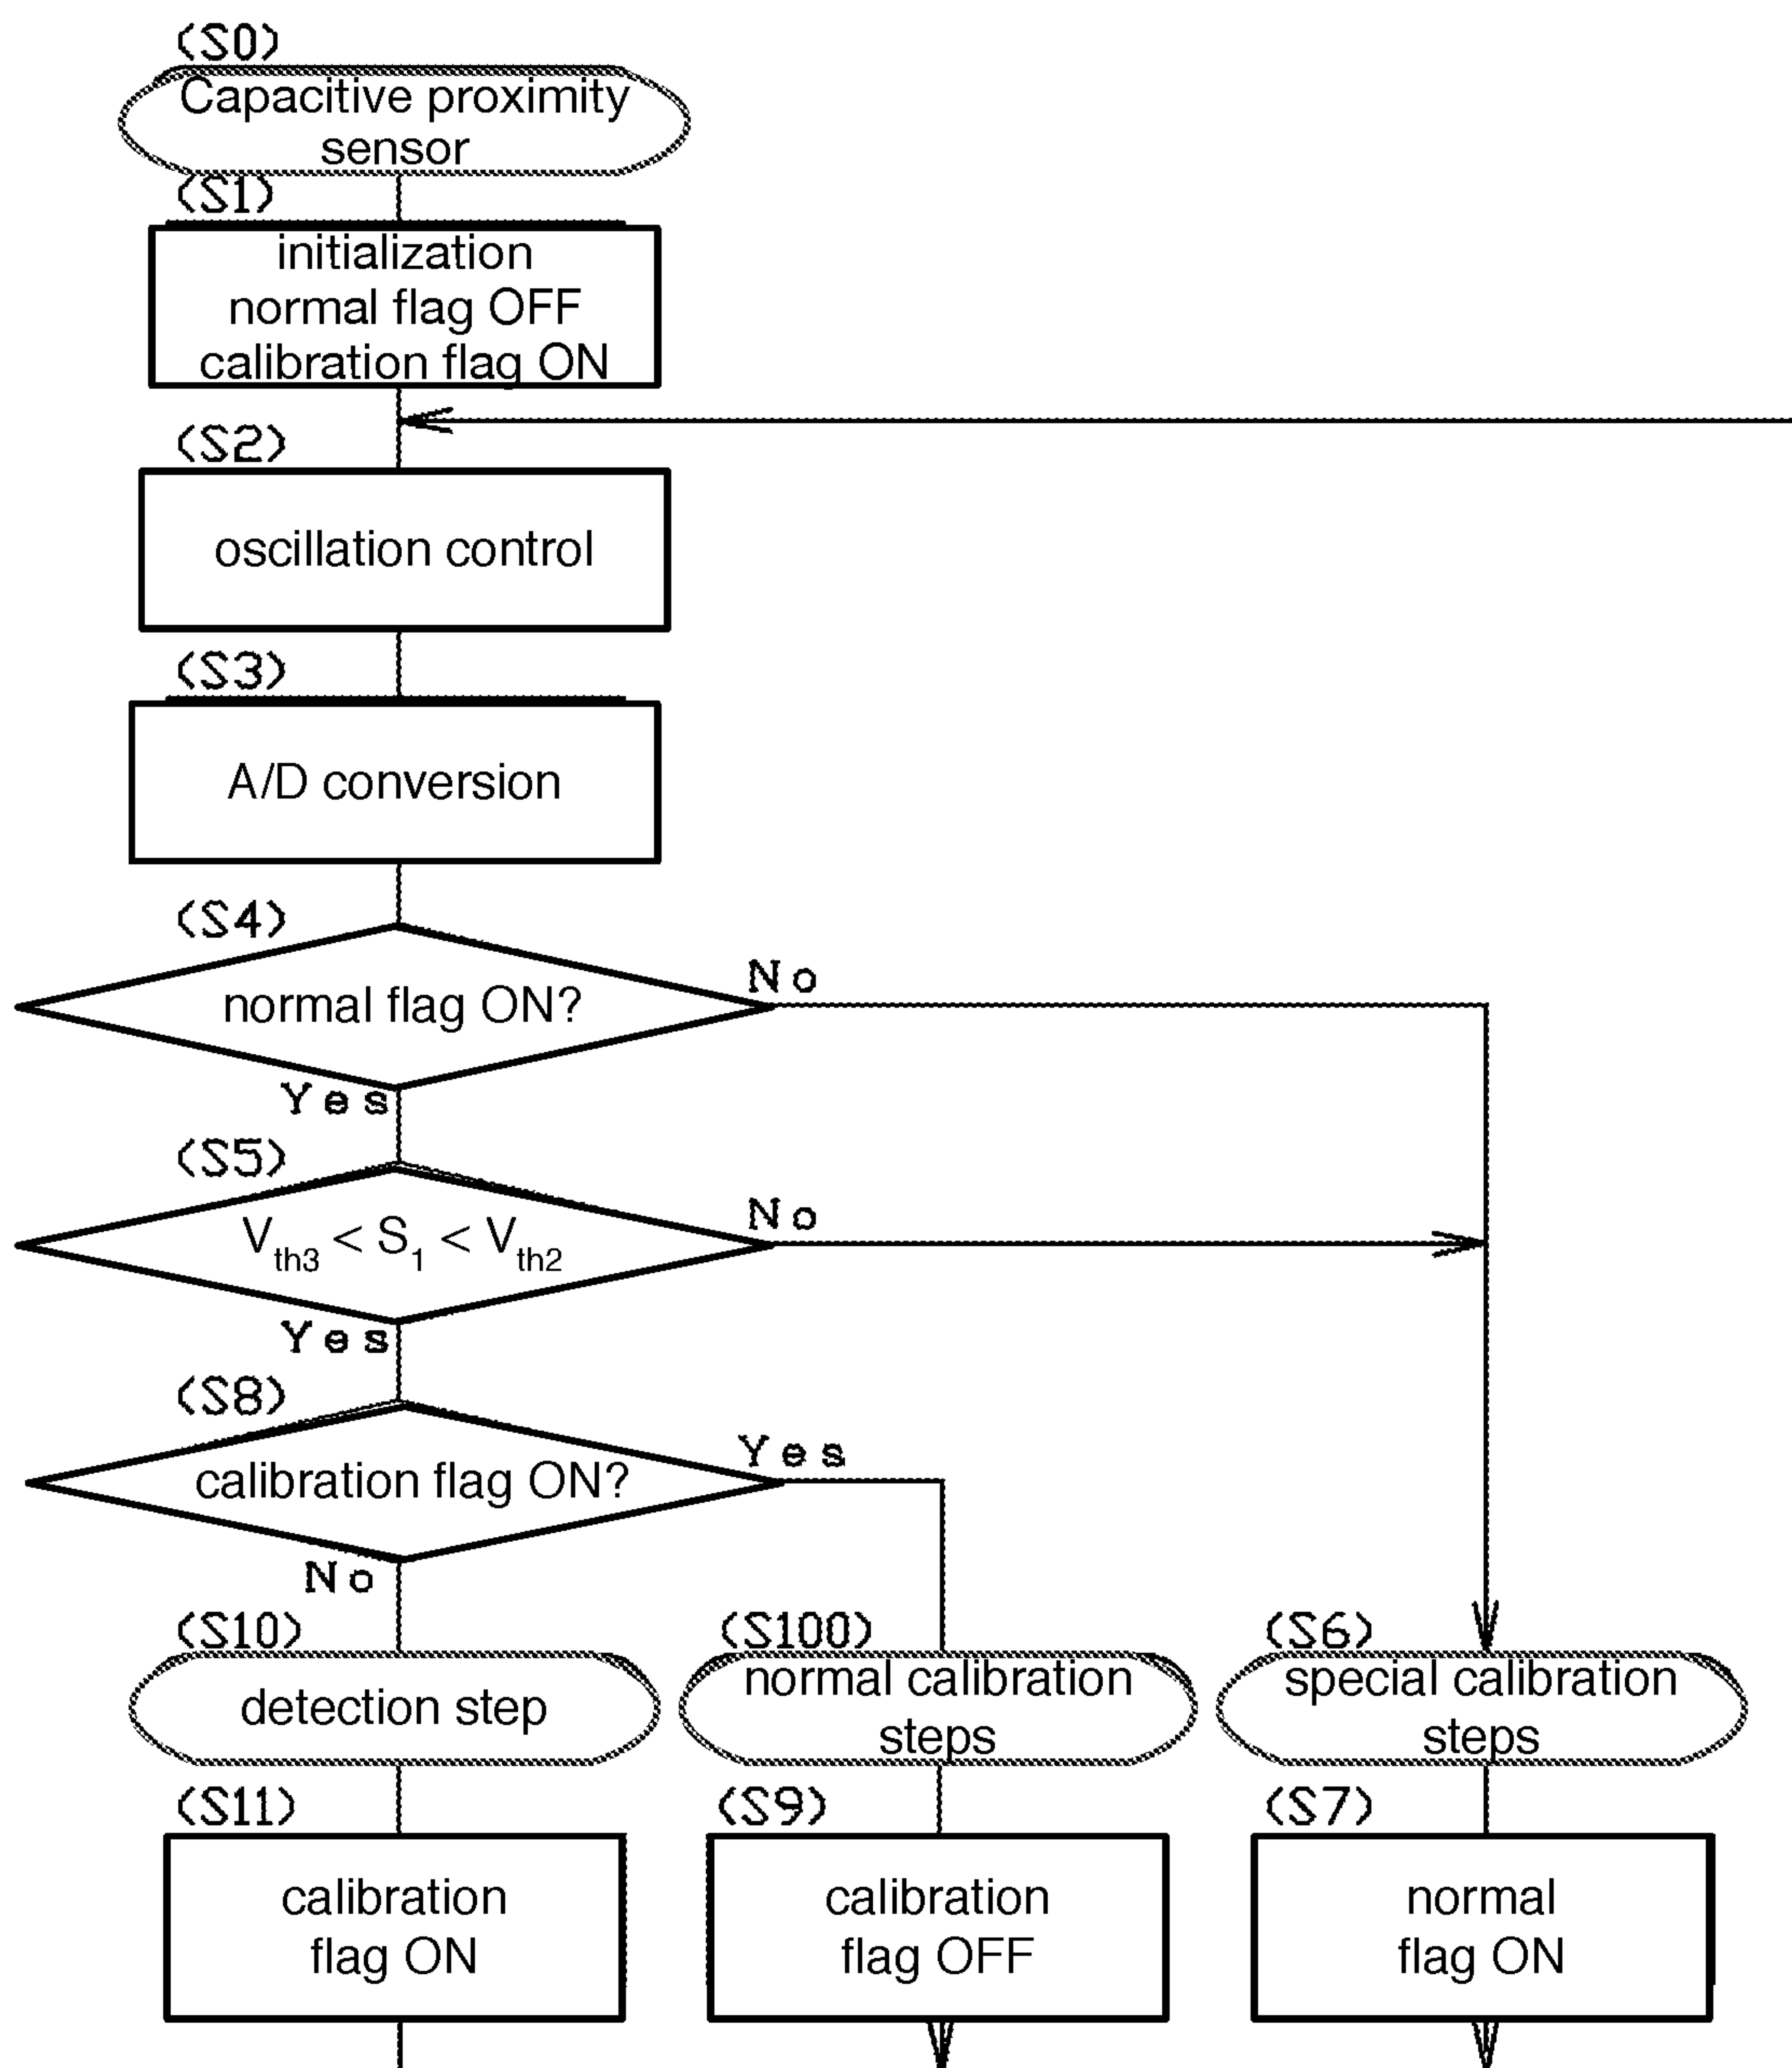 (S0)
Capacitive proximity
sensor
(S1)
initialization
normal flag OFF
calibration flag ON
(S2)
oscillation control
(S3)
A/D conversion
(S4)
normal flag ON?
No
Yes
(S5)
Vth3 < S1 < Vth2
No
Yes
(S8)
calibration flag ON?
Yes
No
(S10)
detection step
(S100)
normal calibration
steps
(S6)
special calibration
steps
(S11)
calibration
flag ON
(S9)
calibration
flag OFF
(S7)
normal
flag ON